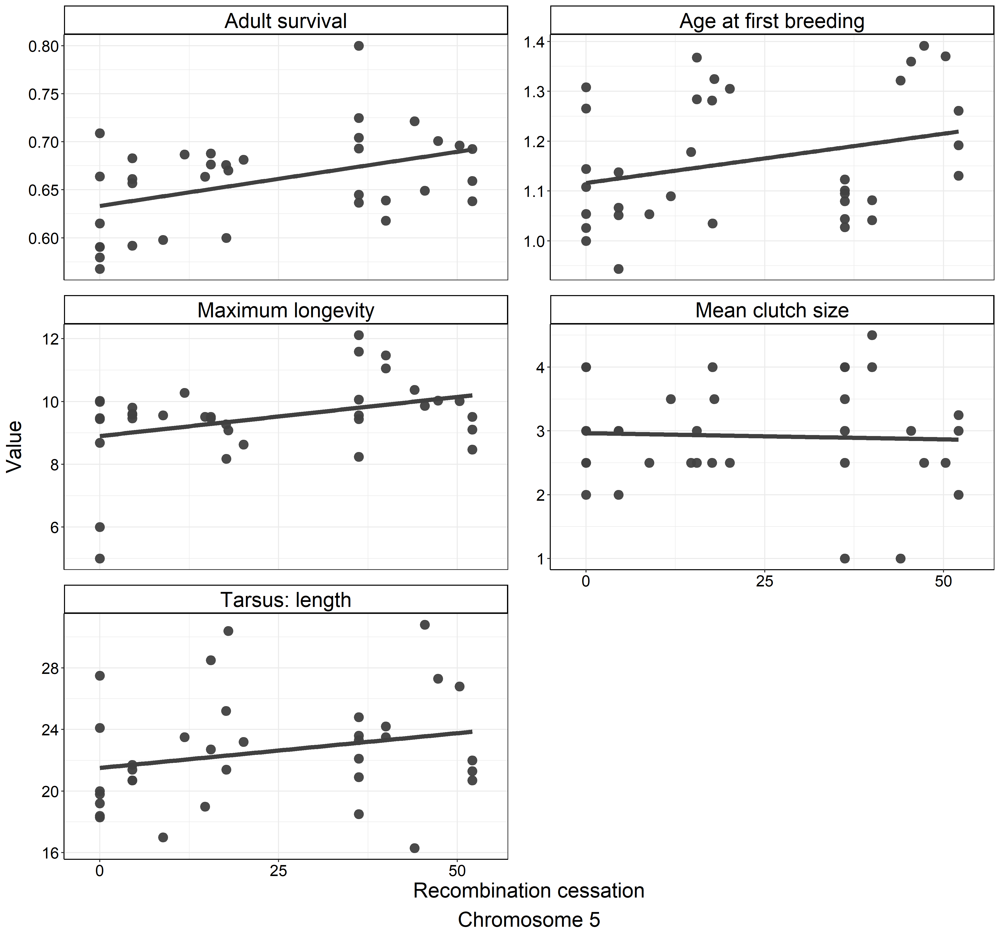 Adult survival
Age at first breeding
0.80
0.75
0.70
0.65
0.60
1.4
1.3
1.2
1.1
1.0
Maximum longevity
Mean clutch size
12
10
8
6
4
3
2
1
0 25 50
Value
Tarsus: length
28
24
20
16
0 25 50
Recombination cessation
Chromosome 5